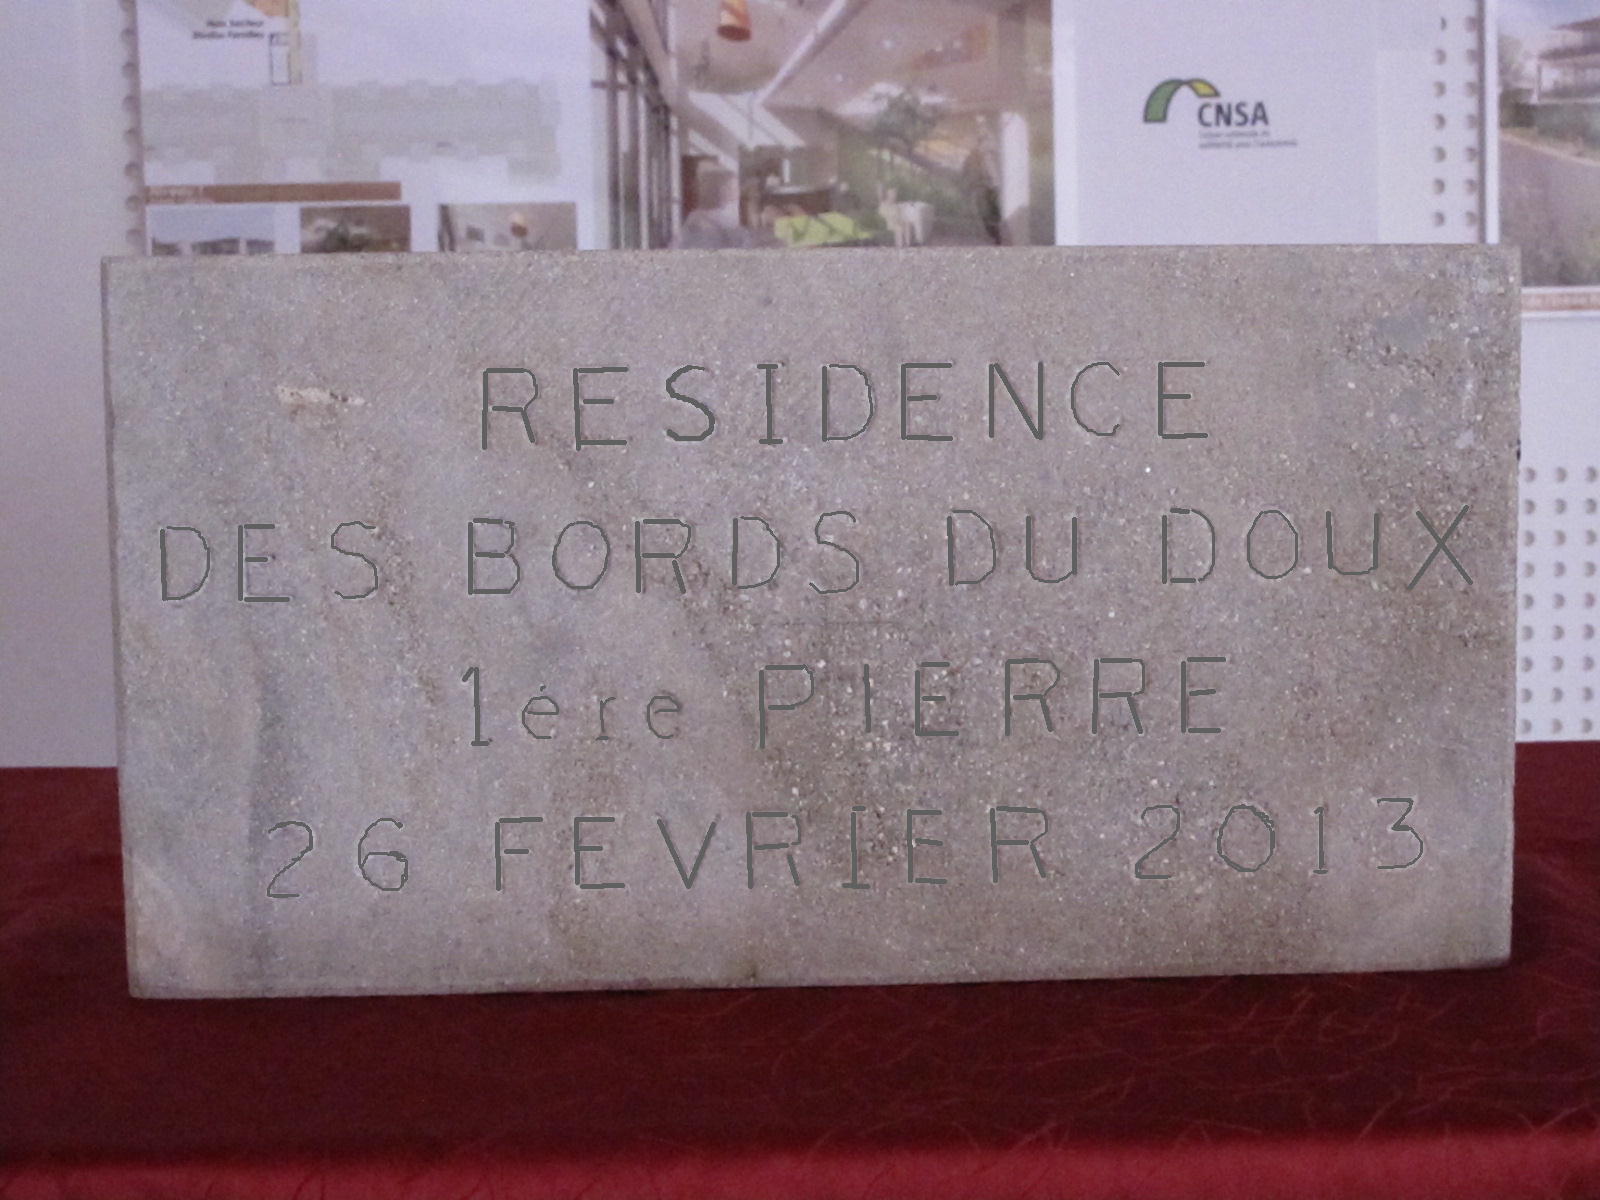 CNSA
RESIDENCE
DES BORDS DU DOUX
1ére PIERRE
26 FEVRIER 2013